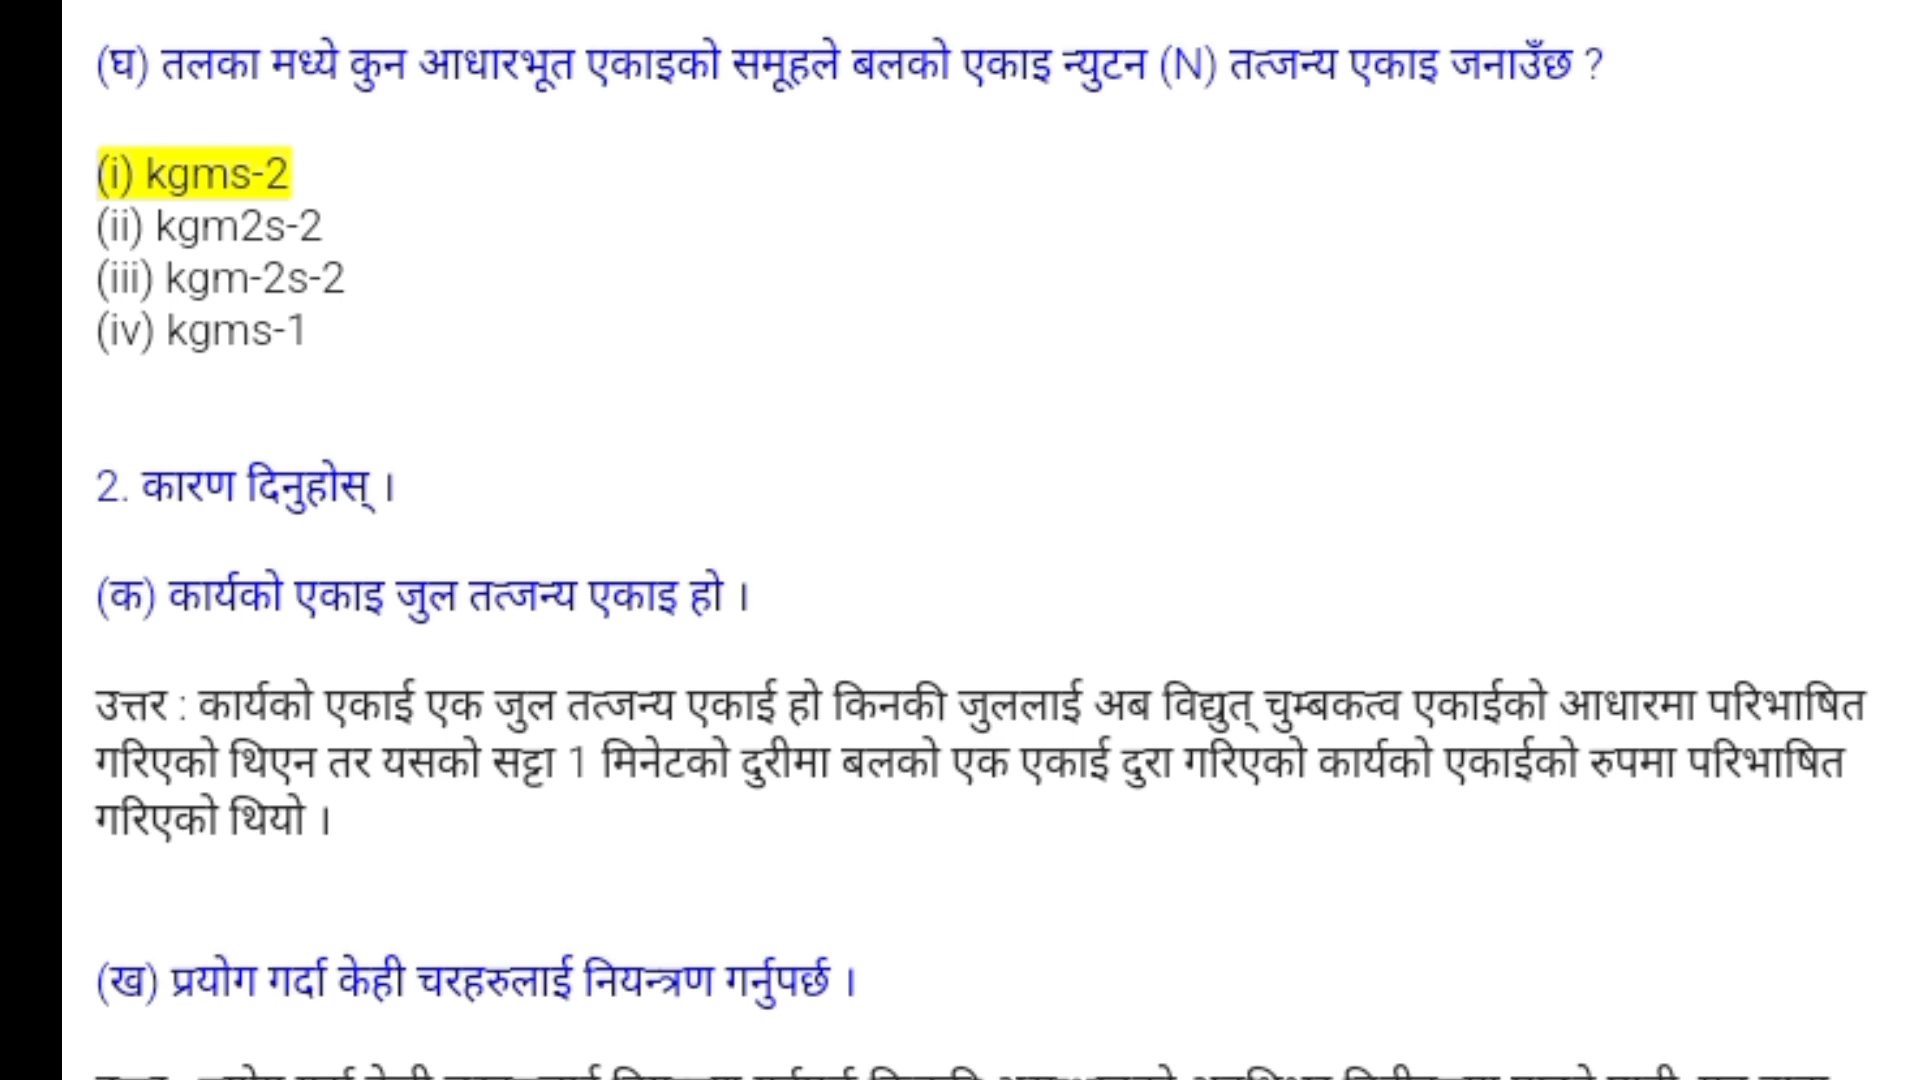 (घ) तलका मध्ये कुन आधारभूत एकाइको समूहले बलको एकाइ न्युटन (N) तत्जन्य एकाइ जनाउँछ ?
(i) kgms-2
(ii) kgm2s-2
(iii) kgm-2s-2
(iv) kgms-1
2. कारण दिनुहोस् ।
(क) कार्यको एकाइ जुल तत्जन्य एकाइ हो ।
उत्तर : कार्यको एकाई एक जुल तत्जन्य एकाई हो किनकी जुललाई अब विद्युत् चुम्बकत्व एकाईको आधारमा परिभाषित
गरिएको थिएन तर यसको सट्टा 1 मिनेटको दुरीमा बलको एक एकाई दुरा गरिएको कार्यको एकाईको रुपमा परिभाषित
गरिएको थियो ।
(ख) प्रयोग गर्दा केही चरहरुलाई नियन्त्रण गर्नुपर्छ ।